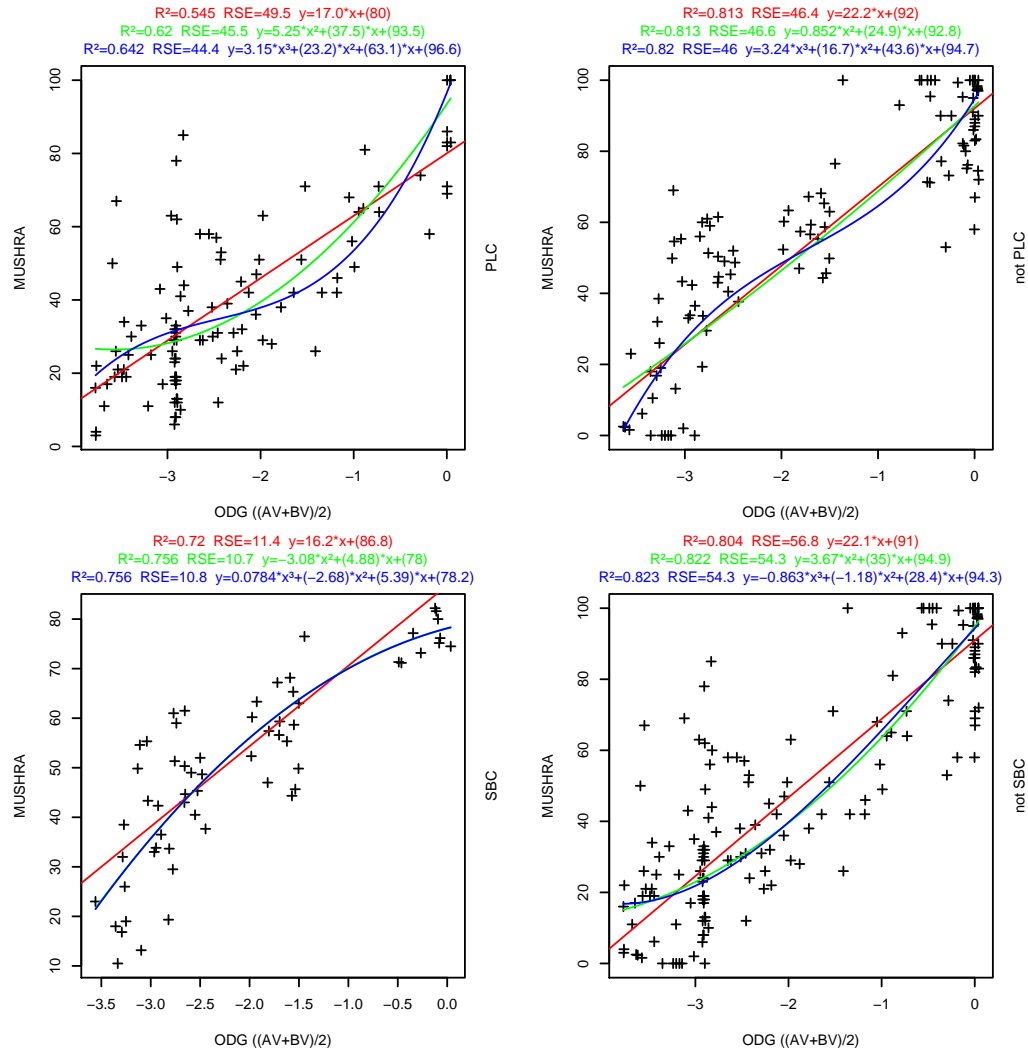 R²=0.545 RSE=49.5 y=17.0*x+(80)
R²=0.62 RSE=45.5 y=5.25*x²+(37.5)*x+(93.5)
R²=0.642 RSE=44.4 y=3.15*x³+(23.2)*x²+(63.1)*x+(96.6)
100
80
60
40
20
0
MUSHRA
PLC
−3 −2 −1 0
ODG ((AV+BV)/2)
R²=0.813 RSE=46.4 y=22.2*x+(92)
R²=0.813 RSE=46.6 y=0.852*x²+(24.9)*x+(92.8)
R²=0.82 RSE=46 y=3.24*x³+(16.7)*x²+(43.6)*x+(94.7)
100
80
60
40
20
0
MUSHRA
not PLC
−3 −2 −1 0
ODG ((AV+BV)/2)
R²=0.72 RSE=11.4 y=16.2*x+(86.8)
R²=0.756 RSE=10.7 y=−3.08*x²+(4.88)*x+(78)
R²=0.756 RSE=10.8 y=0.0784*x³+(−2.68)*x²+(5.39)*x+(78.2)
80
70
60
50
40
30
20
10
MUSHRA
SBC
−3.5 −3.0 −2.5 −2.0 −1.5 −1.0 −0.5 0.0
ODG ((AV+BV)/2)
R²=0.804 RSE=56.8 y=22.1*x+(91)
R²=0.822 RSE=54.3 y=3.67*x²+(35)*x+(94.9)
R²=0.823 RSE=54.3 y=−0.863*x³+(−1.18)*x²+(28.4)*x+(94.3)
100
80
60
40
20
0
MUSHRA
not SBC
−3 −2 −1 0
ODG ((AV+BV)/2)